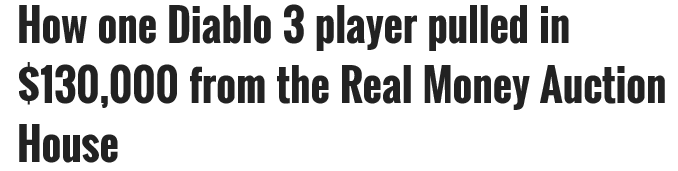 How one Diablo 3 player pulled in
$130,000 from the Real Money Auction
House